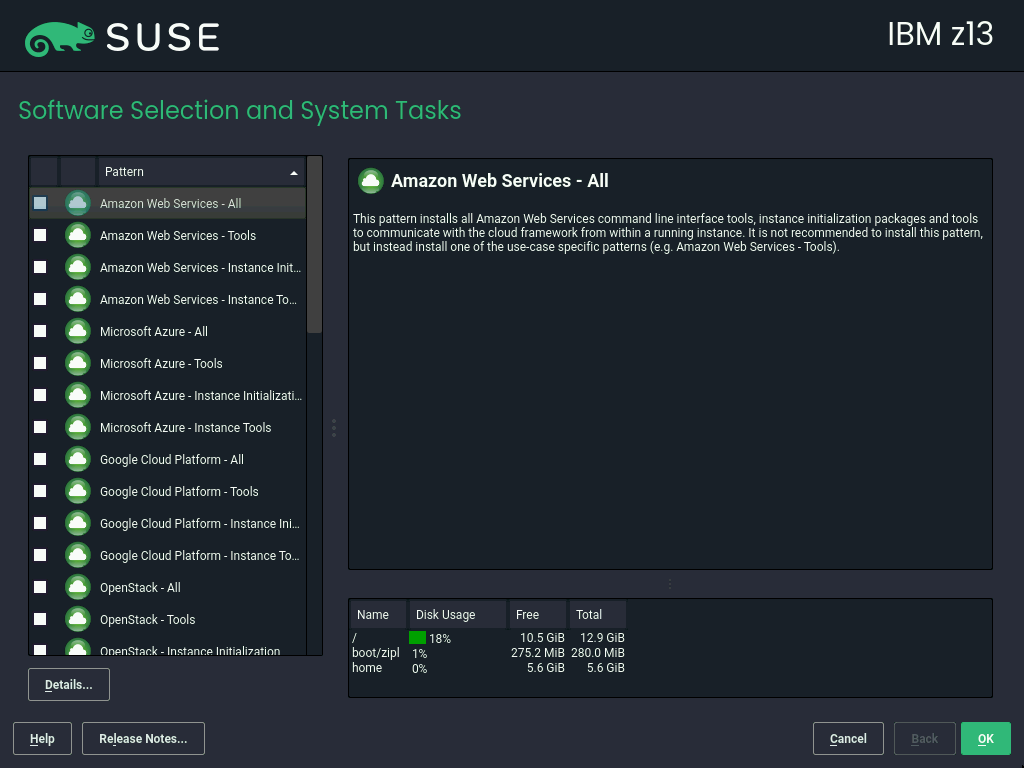 SUSE
IBM z13
Software Selection and System Tasks
Pattern
Amazon Web Services - All
Amazon Web Services - Tools
Amazon Web Services - Instance Init...
Amazon Web Services - Instance To...
Microsoft Azure - All
Microsoft Azure - Tools
Microsoft Azure - Instance Initializati...
Microsoft Azure - Instance Tools
Google Cloud Platform - All
Google Cloud Platform - Tools
Google Cloud Platform - Instance Ini...
Google Cloud Platform - Instance To...
OpenStack - All
OpenStack - Tools
OpenStack - Instance Initialization
Details...
Amazon Web Services - All
This pattern installs all Amazon Web Services command line interface tools, instance initialization packages and tools
to communicate with the cloud framework from within a running instance. It is not recommended to install this pattern,
but instead install one of the use-case specific patterns (e.g. Amazon Web Services - Tools).
Name Disk Usage Free Total
/ 18% 10.5 GiB 12.9 GiB
boot/zipl 1% 275.2 MiB 280.0 MiB
home 0% 5.6 GiB 5.6 GiB
Help Release Notes... Cancel Back OK